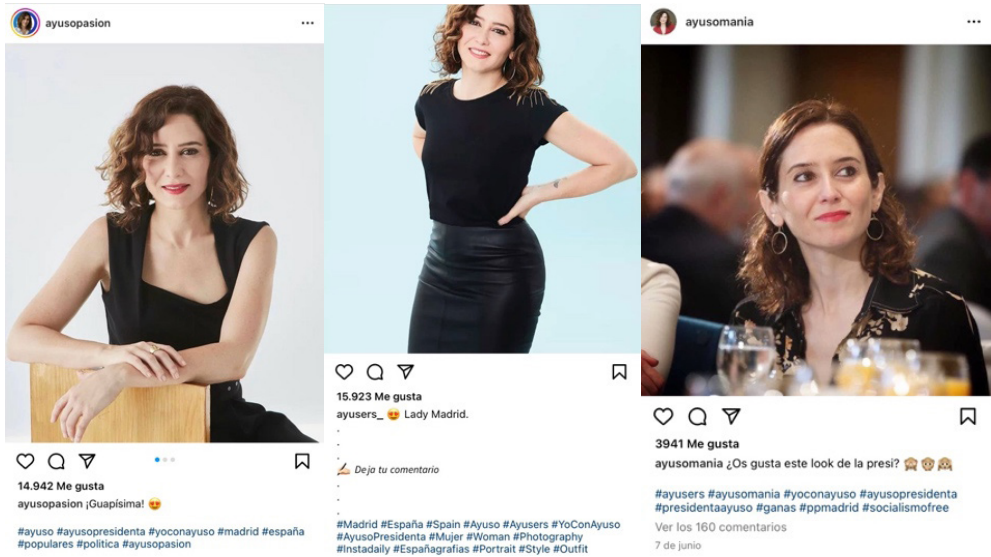 ayusopasion
14.942 Me gusta
ayusopasion ¡Guapísima! 😍
#ayuso #ayusopresidenta #yoconayuso #madrid #españa
#populares #politica #ayusopasion
15.923 Me gusta
ayusers_ 😍 Lady Madrid.
.
.
.
✍🏻 Deja tu comentario
.
.
.
#Madrid #España #Spain #Ayuso #Ayusers #YoConAyuso
#AyusoPresidenta #Mujer #Woman #Photography
#Instadaily #Españagrafias #Portrait #Style #Outfit
ayusomania
3941 Me gusta
ayusomania ¿Os gusta este look de la presi? 🙈🙊🙉
#ayusers #ayusomania #yoconayuso #ayusopresidenta
#presidentaayuso #ganas #ppmadrid #socialismofree
Ver los 160 comentarios
7 de junio